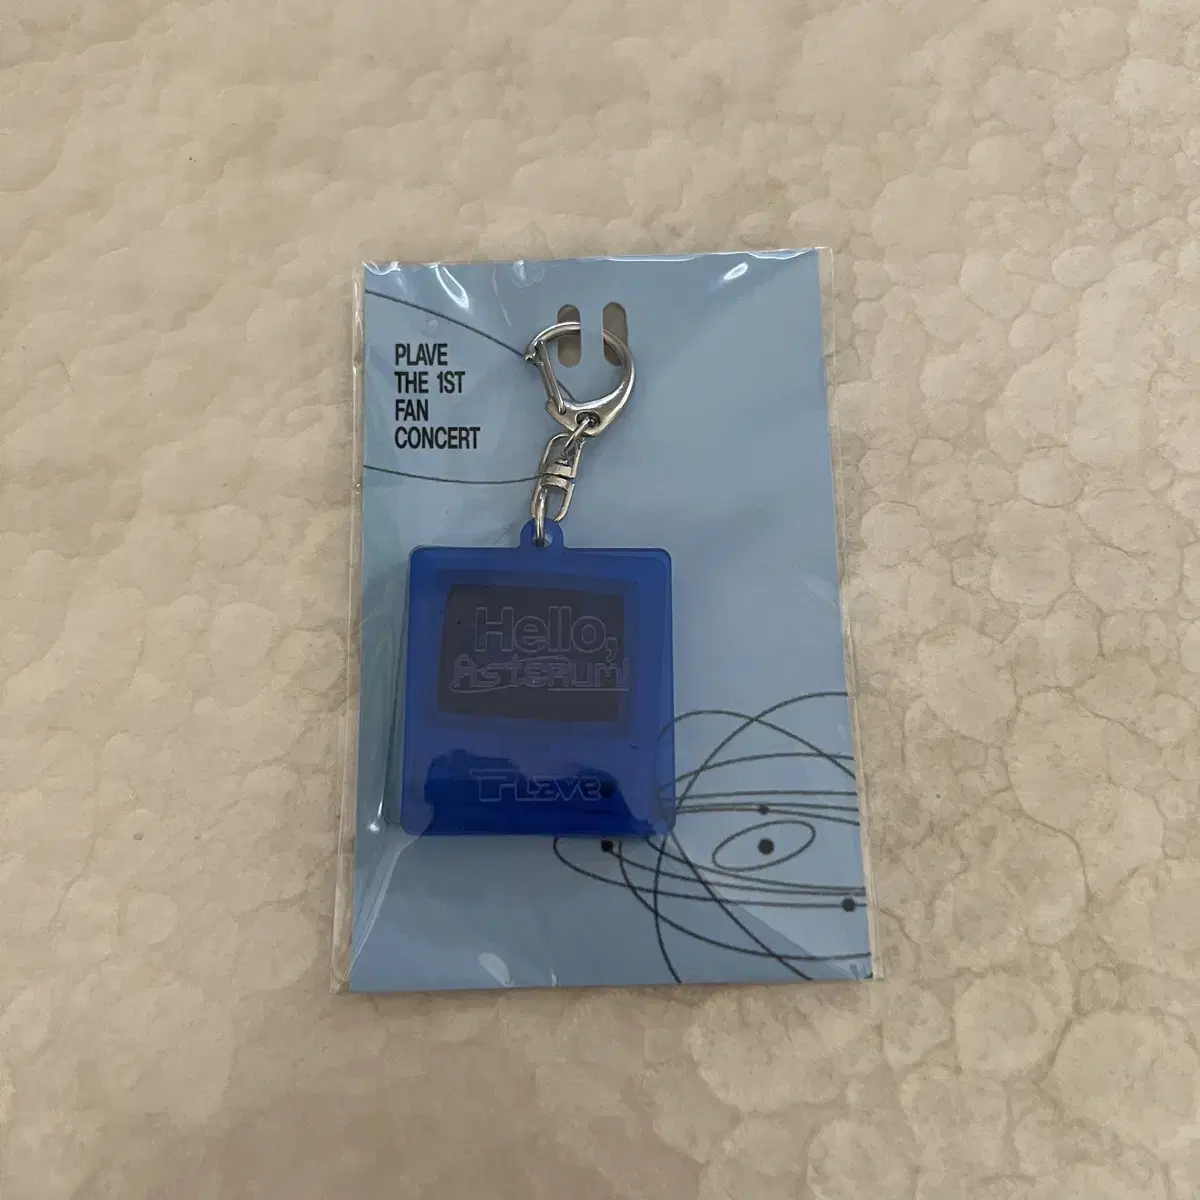 PLAVE
THE 1ST
FAN
CONCERT
Hello,
Asterum!
PLAVE